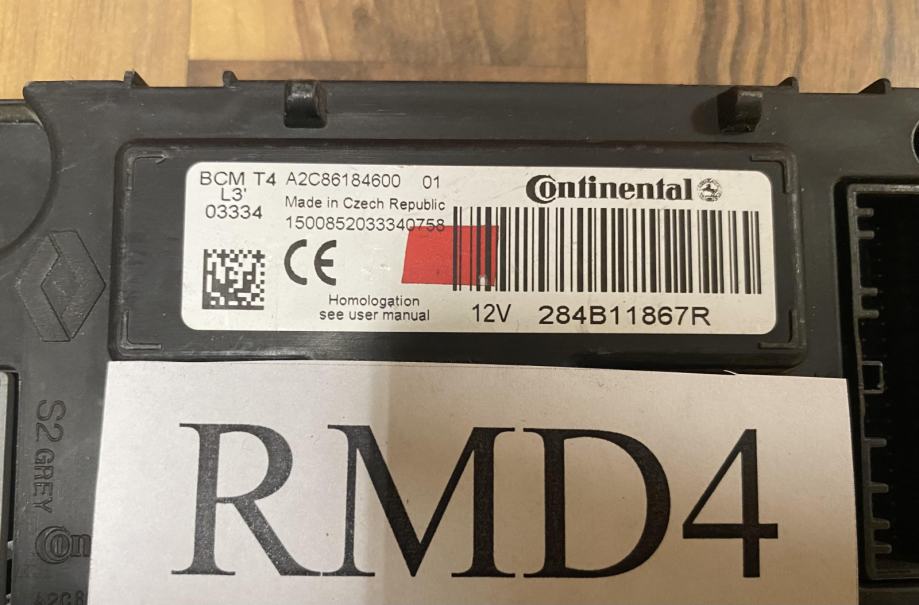 BCM T4 A2C86184600 01
L3'
03334
Made in Czech Republic
1500852033340758
Continental
CE
Homologation
see user manual
12V 284B11867R
RMD4
S2 GREY